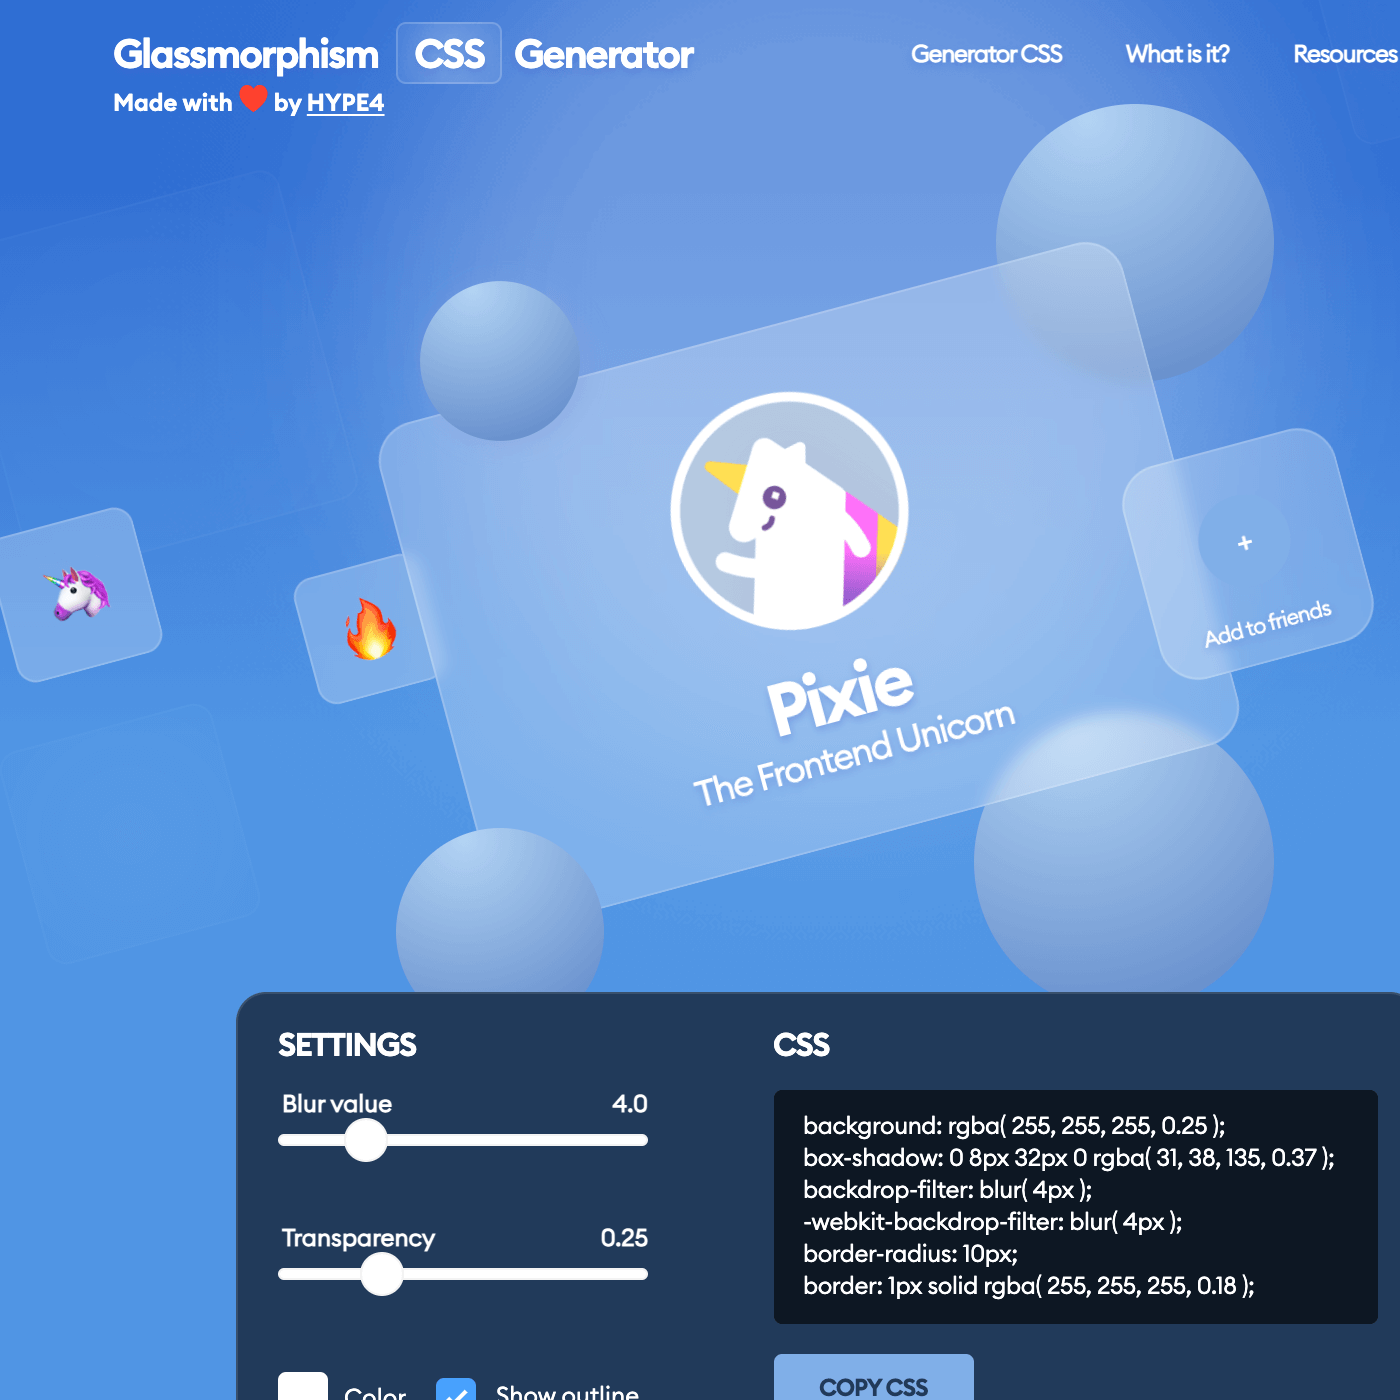 Glassmorphism CSS Generator
Made with ❤️ by HYPE4
Generator CSS What is it? Resources
+
Add to friends
Pixie
The Frontend Unicorn
SETTINGS
Blur value 4.0
Transparency 0.25
Color Show outline
CSS
background: rgba( 255, 255, 255, 0.25 );
box-shadow: 0 8px 32px 0 rgba( 31, 38, 135, 0.37 );
backdrop-filter: blur( 4px );
-webkit-backdrop-filter: blur( 4px );
border-radius: 10px;
border: 1px solid rgba( 255, 255, 255, 0.18 );
COPY CSS